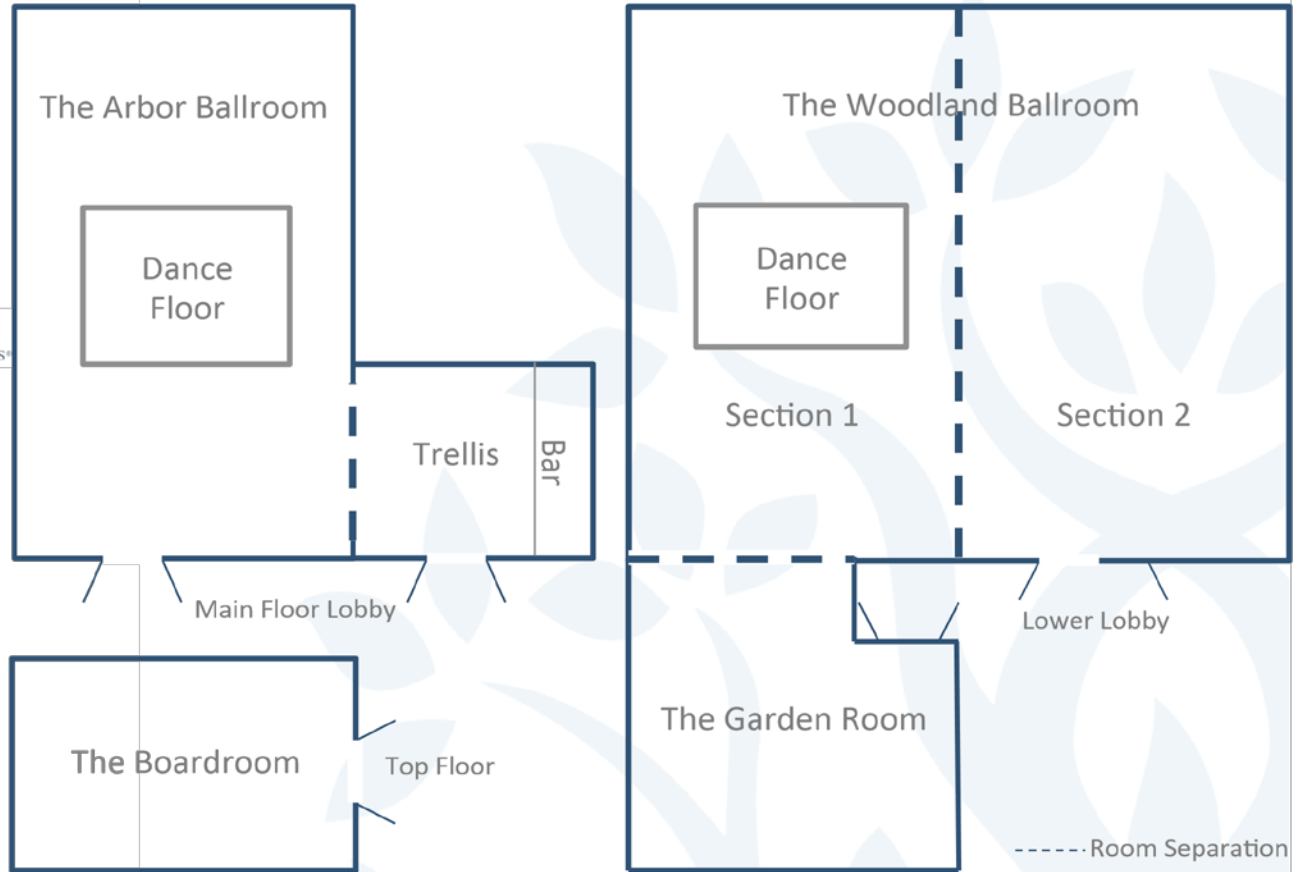 The Arbor Ballroom
Dance
Floor
Trellis
Bar
Main Floor Lobby
The Boardroom
Top Floor
The Woodland Ballroom
Dance
Floor
Section 1
Section 2
Lower Lobby
The Garden Room
Room Separation